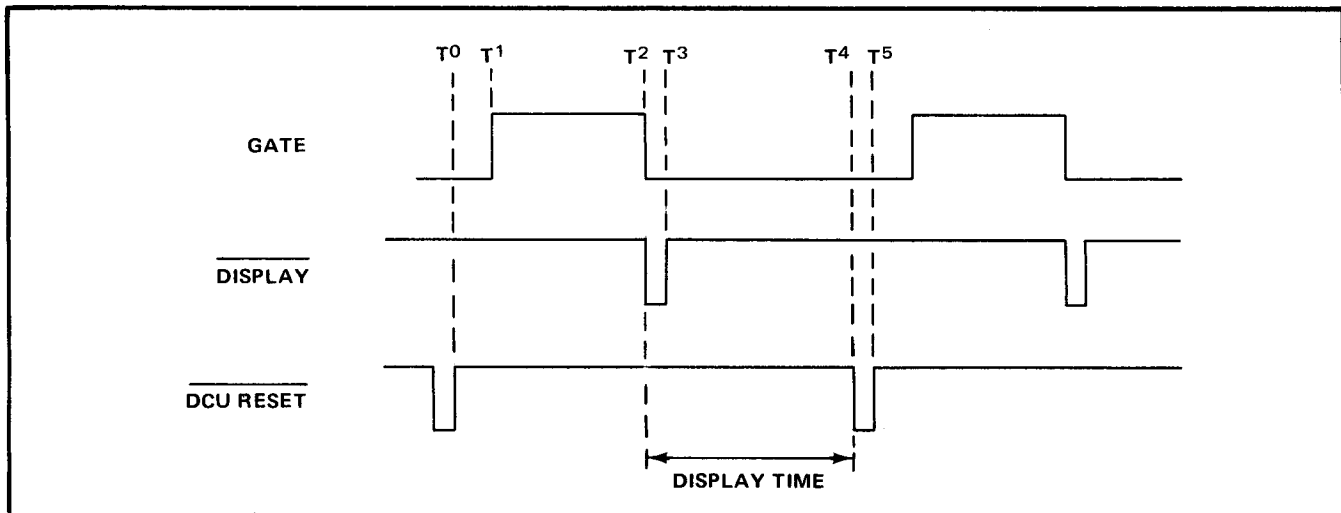 T0 T1 T2 T3 T4 T5
GATE
DISPLAY
DCU RESET
DISPLAY TIME